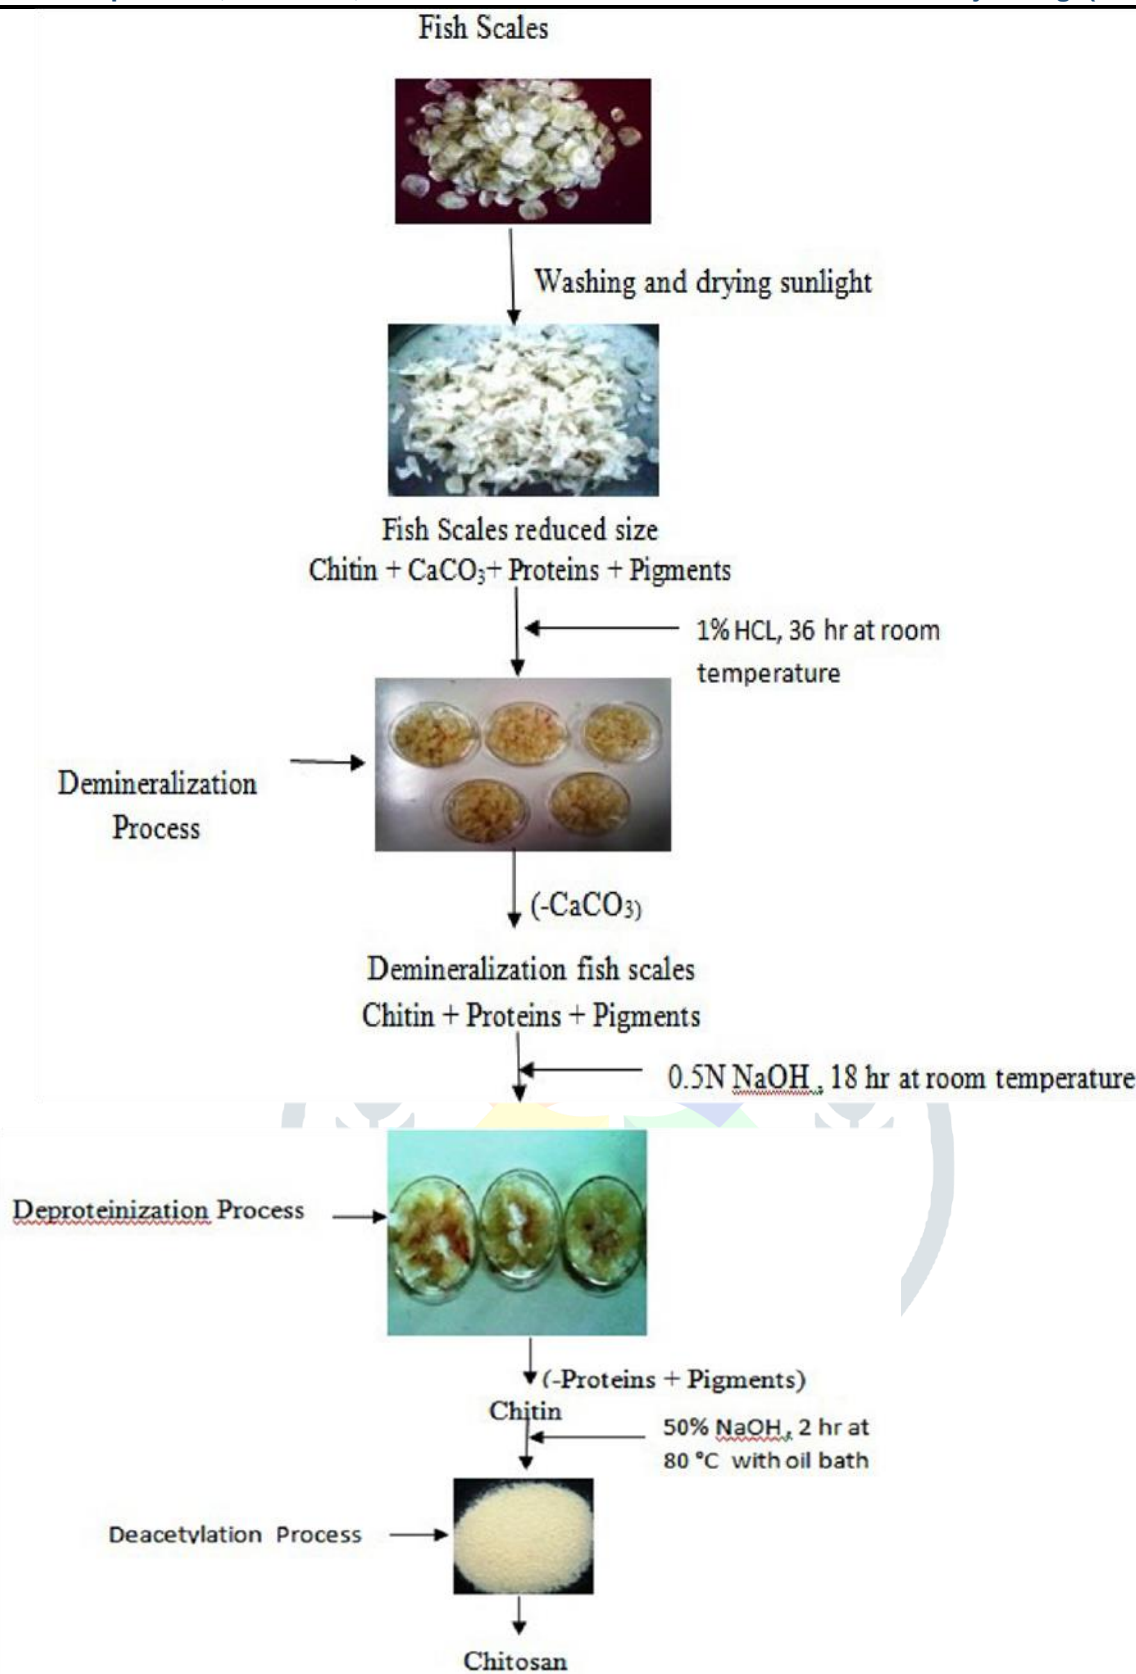 Fish Scales
Washing and drying sunlight
Fish Scales reduced size
Chitin + CaCO3+ Proteins + Pigments
1% HCL, 36 hr at room
temperature
Demineralization
Process
(-CaCO3)
Demineralization fish scales
Chitin + Proteins + Pigments
0.5N NaOH , 18 hr at room temperature
Deproteinization Process
(-Proteins + Pigments)
Chitin
50% NaOH , 2 hr at
80 °C with oil bath
Deacetylation Process
Chitosan